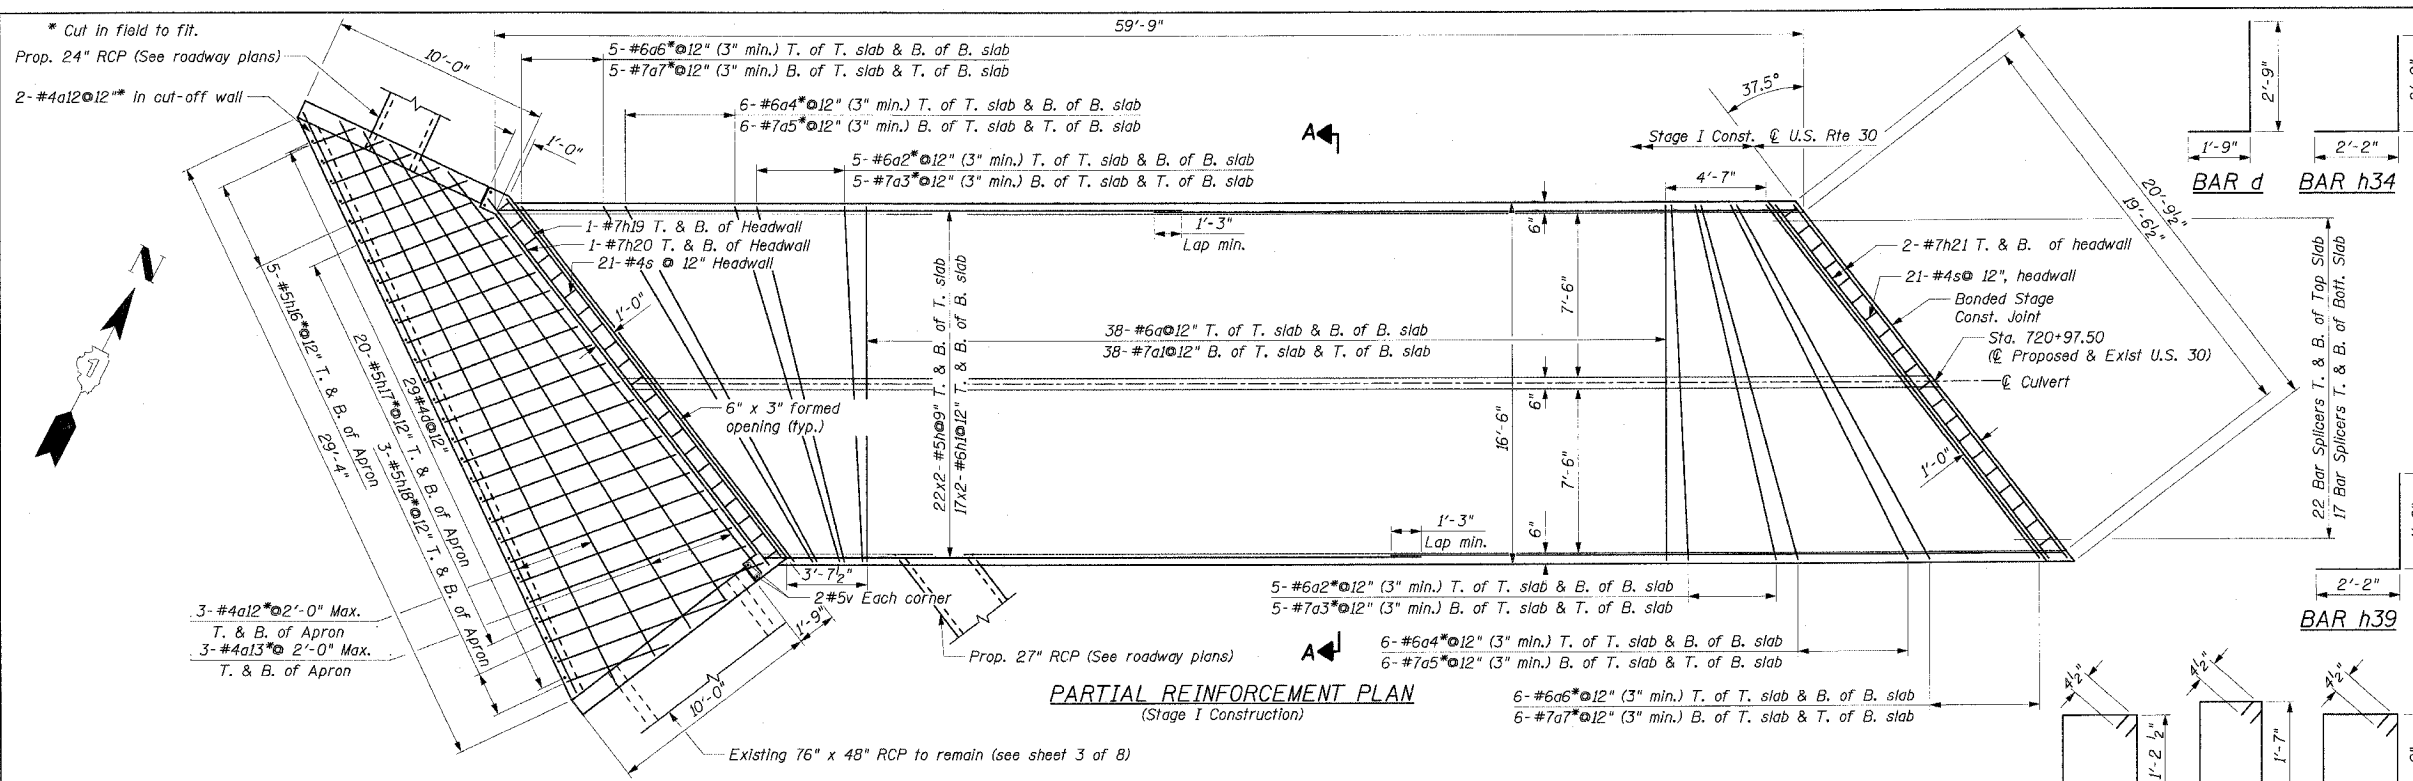 * Cut in field to fit.
Prop. 24" RCP (See roadway plans)
2-#4a12@12"* in cut-off wall
10'-0"
1'-0"
59'-9"
5-#6a6*@12" (3" min.) T. of T. slab & B. of B. slab
5-#7a7*@12" (3" min.) B. of T. slab & T. of B. slab
6-#6a4*@12" (3" min.) T. of T. slab & B. of B. slab
6-#7a5*@12" (3" min.) B. of T. slab & T. of B. slab
5-#6a2*@12" (3" min.) T. of T. slab & B. of B. slab
5-#7a3*@12" (3" min.) B. of T. slab & T. of B. slab
A
37.5°
Stage I Const.
℄ U.S. Rte 30
4'-7"
20'-9½"
19'-6½"
2'-9"
1'-9"
BAR d
2'-2"
BAR h34
1-#7h19 T. & B. of Headwall
1-#7h20 T. & B. of Headwall
21-#4s @ 12" Headwall
1'-0"
1'-3"
Lap min.
6"
7'-6"
2-#7h21 T. & B. of headwall
21-#4s@ 12", headwall
Bonded Stage
Const. Joint
Sta. 720+97.50
(℄ Proposed & Exist U.S. 30)
℄ Culvert
22 Bar Splicers T. & B. of Top Slab
17 Bar Splicers T. & B. of Bott. Slab
N
1
5-#5h16*@12" T. & B. of Apron
20-#5h17*@12" T. & B. of Apron
3-#5h18*@12" T. & B. of Apron
29#4d@12"
29'-4"
22x2-#5h@9" T. & B. of T. slab
17x2-#6h1@12" T. & B. of B. slab
38-#6a@12" T. of T. slab & B. of B. slab
38-#7a1@12" B. of T. slab & T. of B. slab
6" x 3" formed
opening (typ.)
6"
16'-6"
7'-6"
6"
1'-0"
1'-3"
Lap min.
3'-7½"
2#5v Each corner
1'-9"
3-#4a12*@2'-0" Max.
T. & B. of Apron
3-#4a13*@ 2'-0" Max.
T. & B. of Apron
10'-0"
Prop. 27" RCP (See roadway plans)
A
5-#6a2*@12" (3" min.) T. of T. slab & B. of B. slab
5-#7a3*@12" (3" min.) B. of T. slab & T. of B. slab
6-#6a4*@12" (3" min.) T. of T. slab & B. of B. slab
6-#7a5*@12" (3" min.) B. of T. slab & T. of B. slab
6-#6a6*@12" (3" min.) T. of T. slab & B. of B. slab
6-#7a7*@12" (3" min.) B. of T. slab & T. of B. slab
PARTIAL REINFORCEMENT PLAN
(Stage I Construction)
Existing 76" x 48" RCP to remain (see sheet 3 of 8)
2'-2"
BAR h39
4½"
4½"
4½"
1'-2 ½"
1'-7"